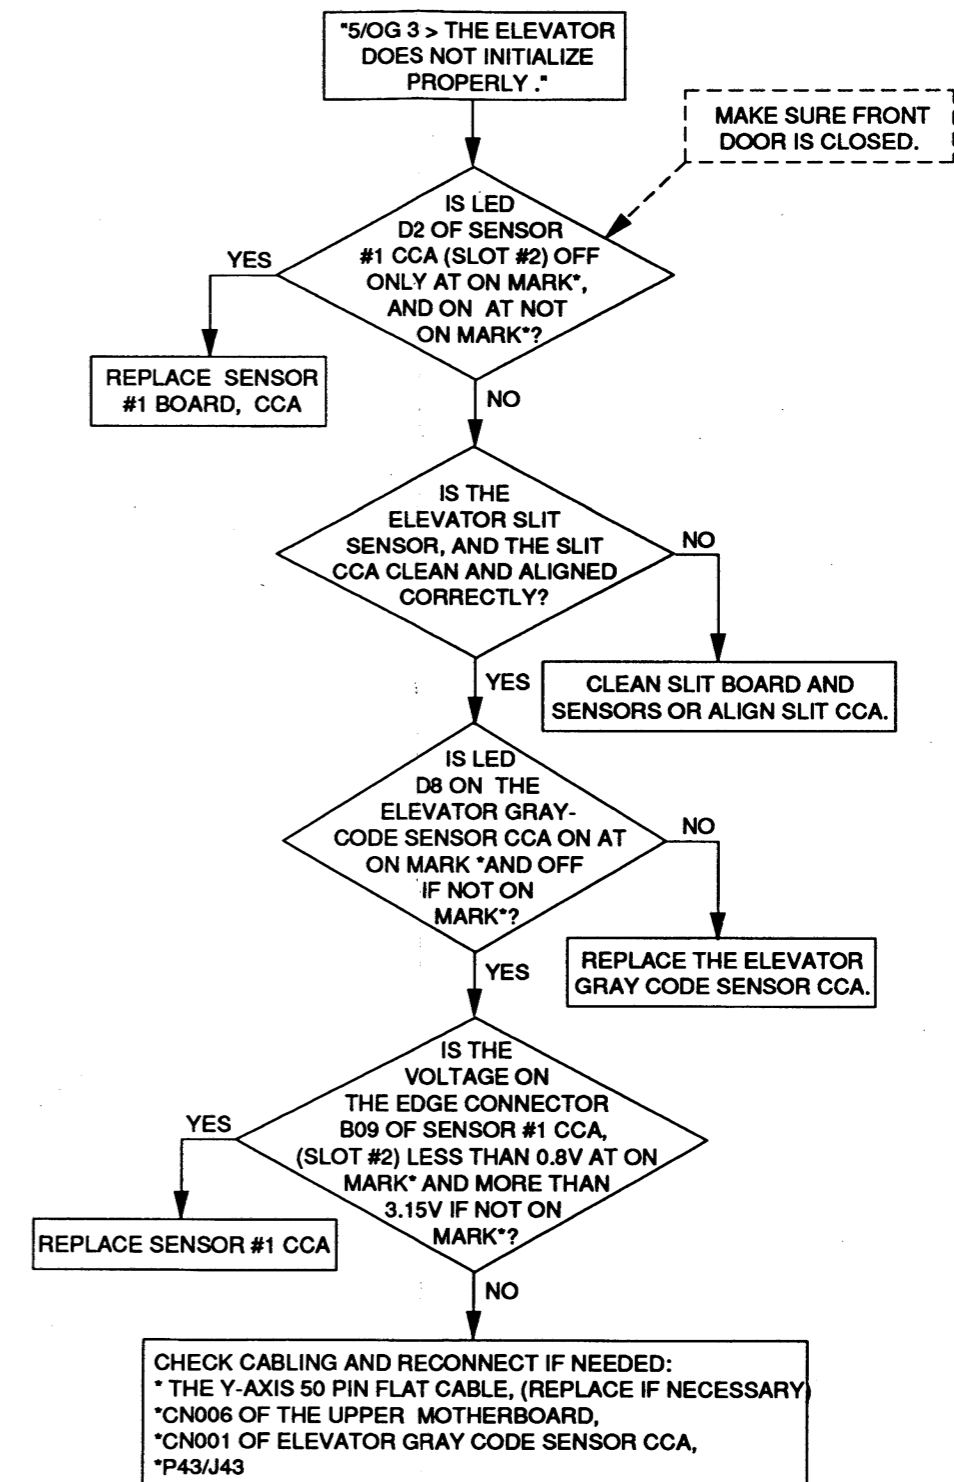 "5/OG 3 > THE ELEVATOR
DOES NOT INITIALIZE
PROPERLY ."
MAKE SURE FRONT
DOOR IS CLOSED.
IS LED
D2 OF SENSOR
#1 CCA (SLOT #2) OFF
ONLY AT ON MARK*,
AND ON AT NOT
ON MARK*?
YES
REPLACE SENSOR
#1 BOARD, CCA
NO
IS THE
ELEVATOR SLIT
SENSOR, AND THE SLIT
CCA CLEAN AND ALIGNED
CORRECTLY?
NO
CLEAN SLIT BOARD AND
SENSORS OR ALIGN SLIT CCA.
YES
IS LED
D8 ON THE
ELEVATOR GRAY-
CODE SENSOR CCA ON AT
ON MARK *AND OFF
IF NOT ON
MARK*?
NO
REPLACE THE ELEVATOR
GRAY CODE SENSOR CCA.
YES
IS THE
VOLTAGE ON
THE EDGE CONNECTOR
B09 OF SENSOR #1 CCA,
(SLOT #2) LESS THAN 0.8V AT ON
MARK* AND MORE THAN
3.15V IF NOT ON
MARK*?
YES
REPLACE SENSOR #1 CCA
NO
CHECK CABLING AND RECONNECT IF NEEDED:
* THE Y-AXIS 50 PIN FLAT CABLE, (REPLACE IF NECESSARY)
*CN006 OF THE UPPER MOTHERBOARD,
*CN001 OF ELEVATOR GRAY CODE SENSOR CCA,
*P43/J43